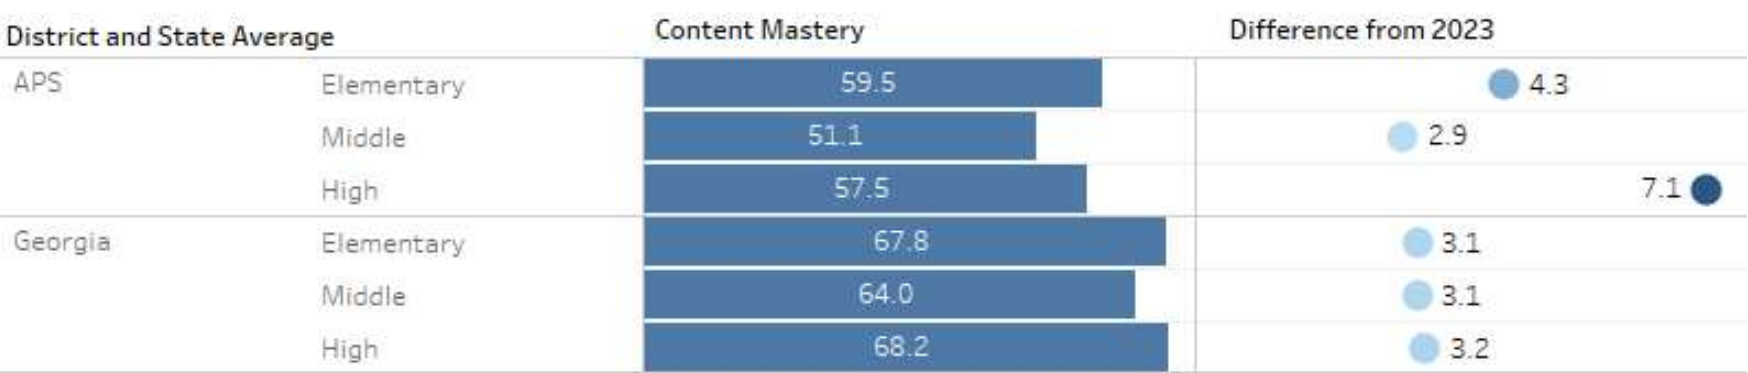 District and State Average Content Mastery Difference from 2023
APS Elementary 59.5 4.3
Middle 51.1 2.9
High 57.5 7.1
Georgia Elementary 67.8 3.1
Middle 64.0 3.1
High 68.2 3.2